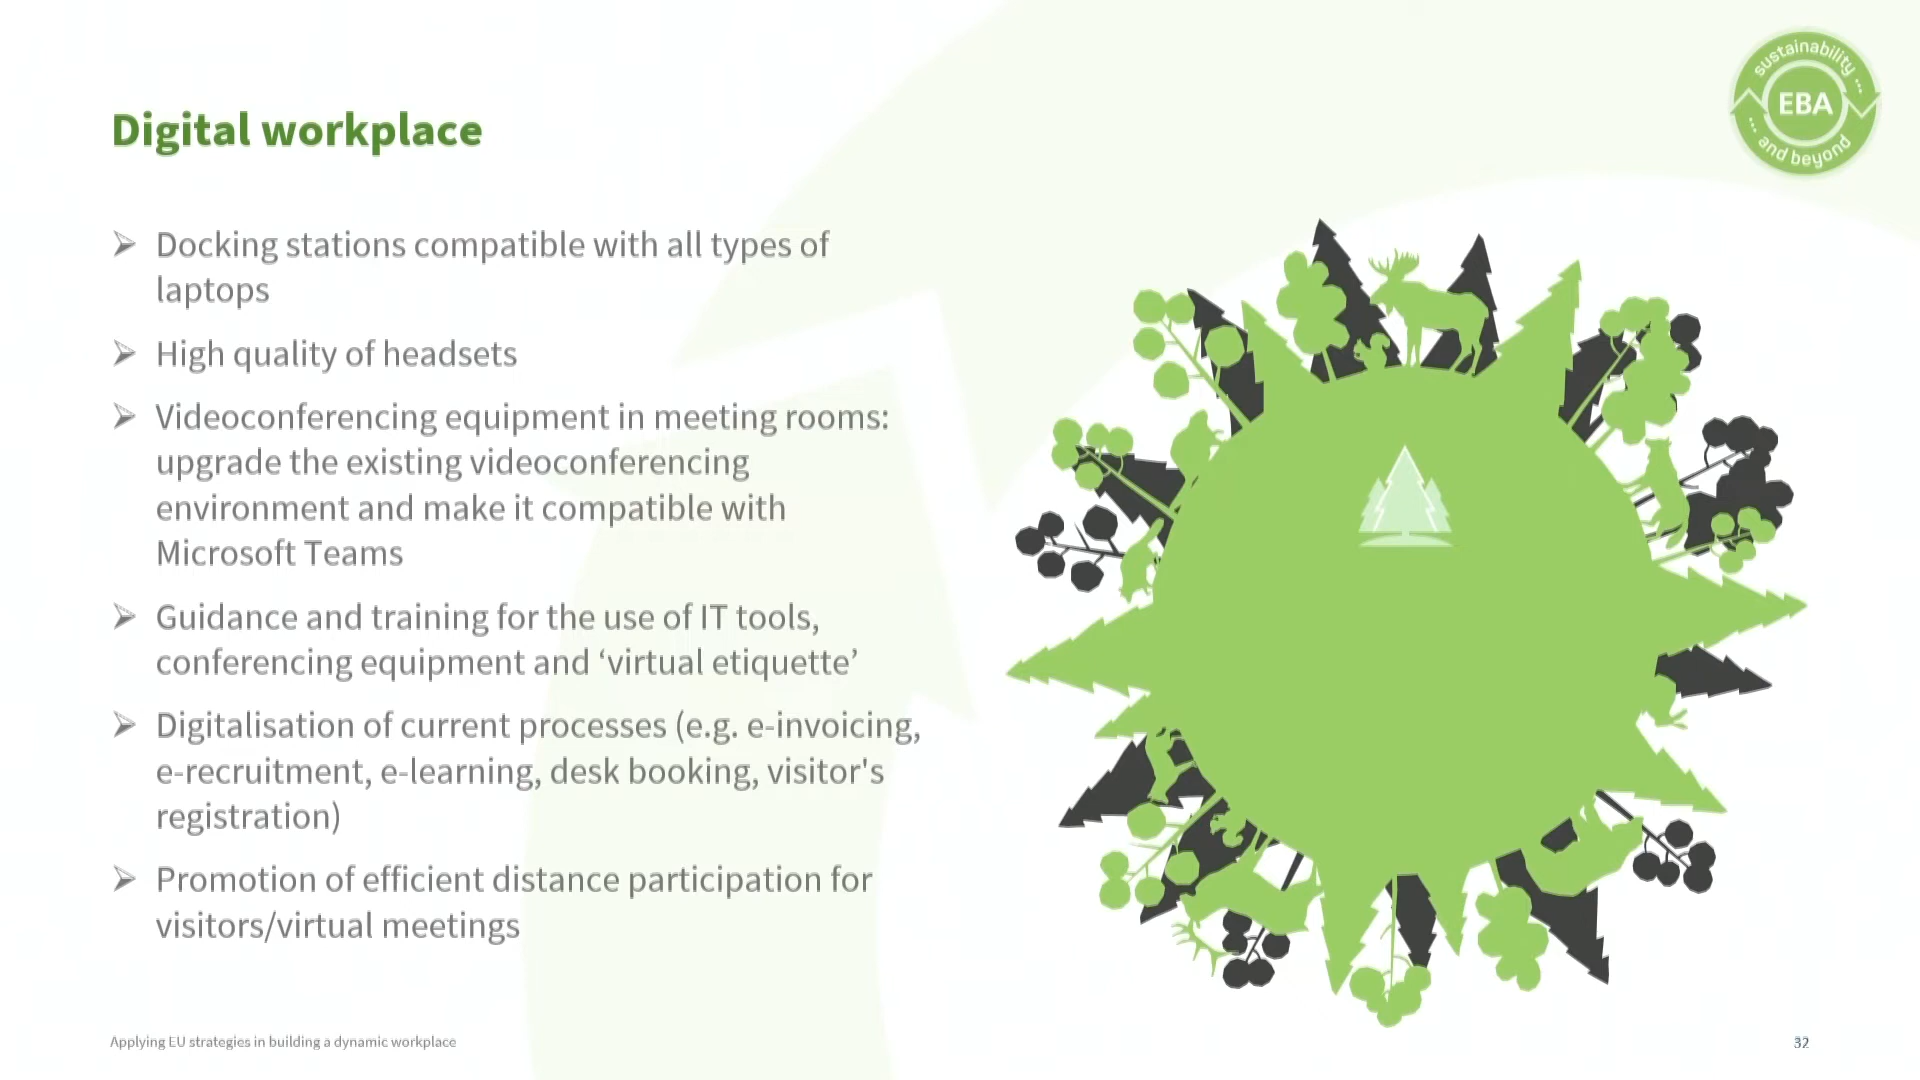 sustainability ...
EBA
... and beyond
Digital workplace
➢ Docking stations compatible with all types of
laptops
➢ High quality of headsets
➢ Videoconferencing equipment in meeting rooms:
upgrade the existing videoconferencing
environment and make it compatible with
Microsoft Teams
➢ Guidance and training for the use of IT tools,
conferencing equipment and ‘virtual etiquette’
➢ Digitalisation of current processes (e.g. e-invoicing,
e-recruitment, e-learning, desk booking, visitor's
registration)
➢ Promotion of efficient distance participation for
visitors/virtual meetings
Applying EU strategies in building a dynamic workplace
32